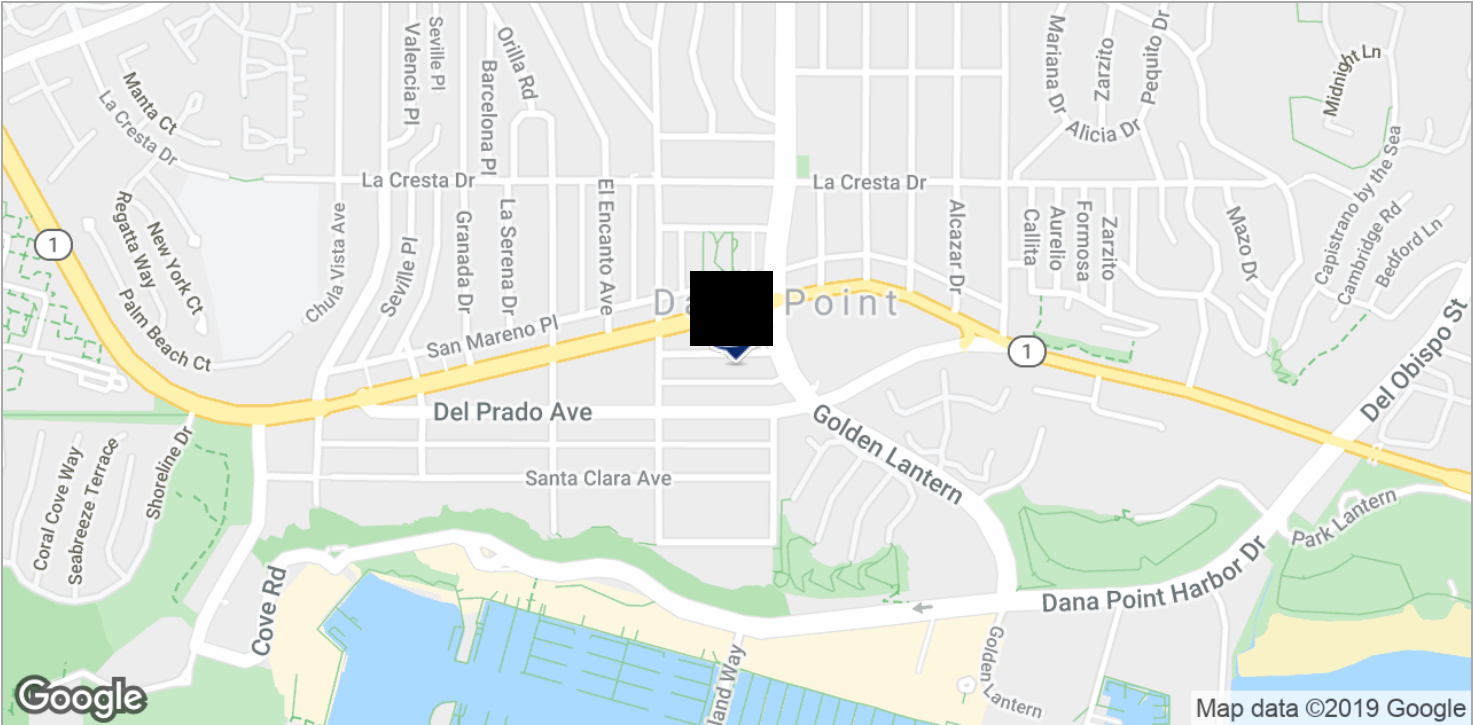 Manta Ct
La Cresta Dr
Valencia Pl
Seville Pl
Barcelona Pl
Orilla Rd
Mariana Dr
Zarzito
Alicia Dr
Midnight Ln
La Cresta Dr
La Cresta Dr
Capistrano by the Sea
Cambridge Rd
Bedford Ln
Regatta Way
New York Ct
Palm Beach Ct
1
Chula Vista Ave
Seville Pl
Granada Dr
La Serena Dr
El Encanto Ave
Alcazar Dr
Callita
Aurelio
Formosa
Zarzito
Mazo Dr
San Mareno Pl
Point
1
Del Obispo St
Del Prado Ave
Golden Lantern
Santa Clara Ave
Coral Cove Way
Seabreeze Terrace
Shoreline Dr
Park Lantern
Cove Rd
Dana Point Harbor Dr
Golden Lantern
Way
Google
Map data ©2019 Google